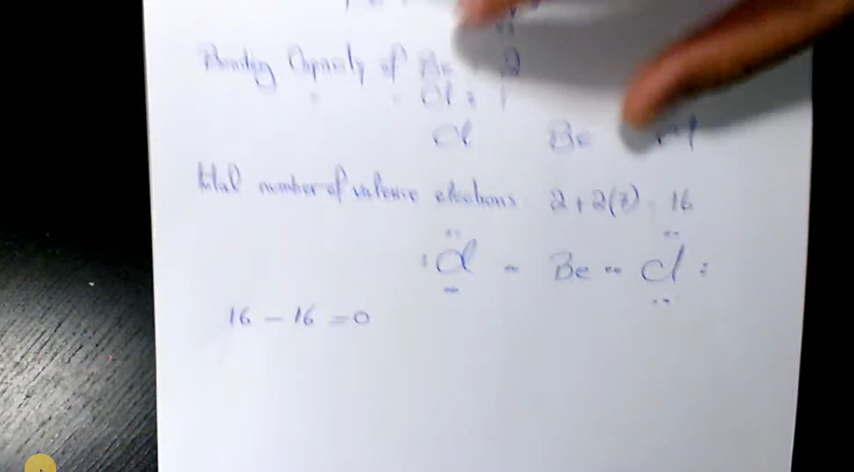 Bonding Capacity of Be 2
Cl : 1
Cl Be Cl
total number of valence electrons 2+2(7) = 16
:Cl - Be - Cl:
16 - 16 = 0